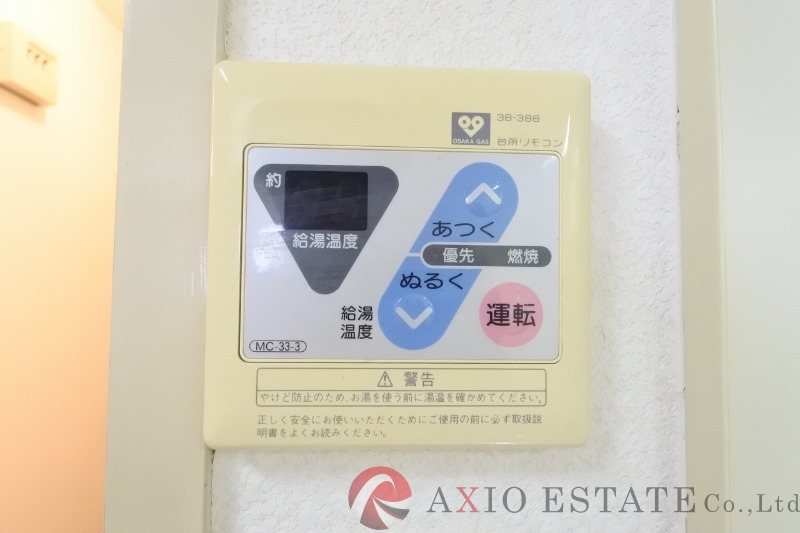 38-386
OSAKA GAS
台所リモコン
約
給湯温度
あつく
優先 燃焼
ぬるく
給湯
温度
運転
MC-33-3
⚠ 警告
やけど防止のため、お湯を使う前に湯温を確かめてください。
正しく安全にお使いいただくためにご使用の前に必ず取扱説
明書をよくお読みください。
AXIO ESTATE Co.,Ltd